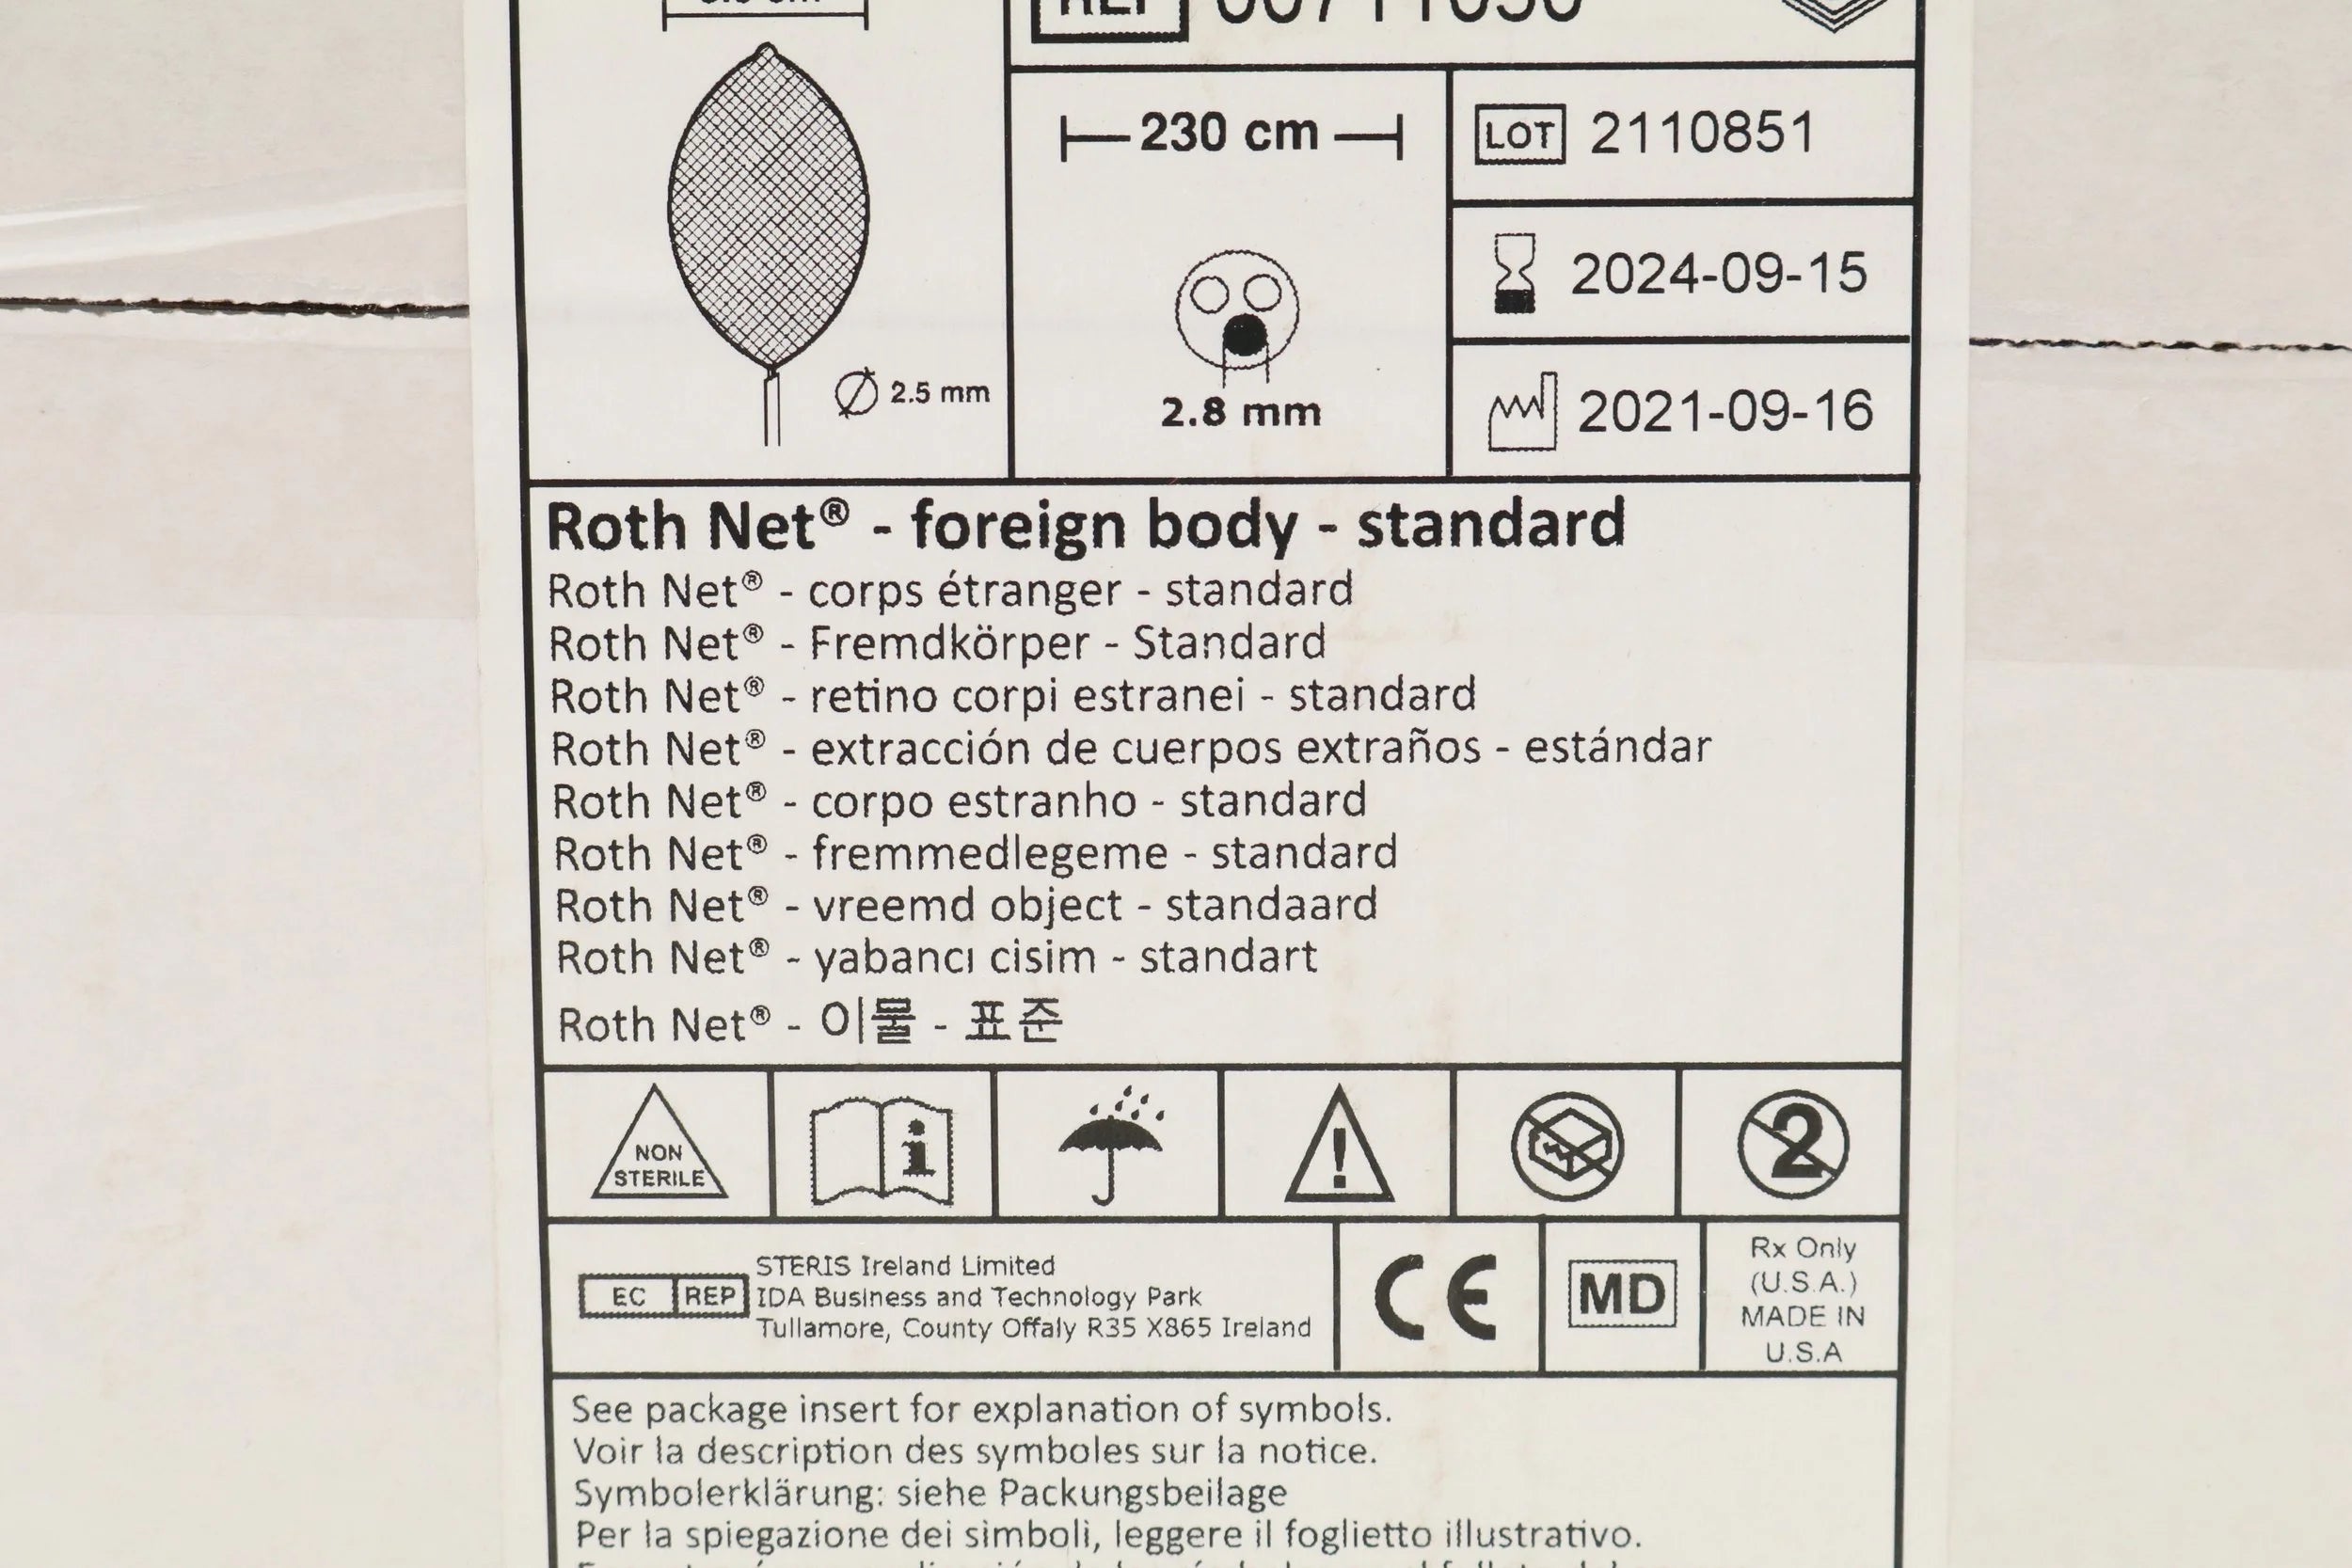 REF
230 cm
LOT 2110851
2024-09-15
2.5 mm
2.8 mm
2021-09-16
Roth Net® - foreign body - standard
Roth Net® - corps étranger - standard
Roth Net® - Fremdkörper - Standard
Roth Net® - retino corpi estranei - standard
Roth Net® - extracción de cuerpos extraños - estándar
Roth Net® - corpo estranho - standard
Roth Net® - fremmedlegeme - standard
Roth Net® - vreemd object - standaard
Roth Net® - yabancı cisim - standart
Roth Net® - 이물 - 표준
NON
STERILE
i
!
2
EC REP
STERIS Ireland Limited
IDA Business and Technology Park
Tullamore, County Offaly R35 X865 Ireland
CE
MD
Rx Only
(U.S.A.)
MADE IN
U.S.A
See package insert for explanation of symbols.
Voir la description des symboles sur la notice.
Symbolerklärung: siehe Packungsbeilage
Per la spiegazione dei simboli, leggere il foglietto illustrativo.